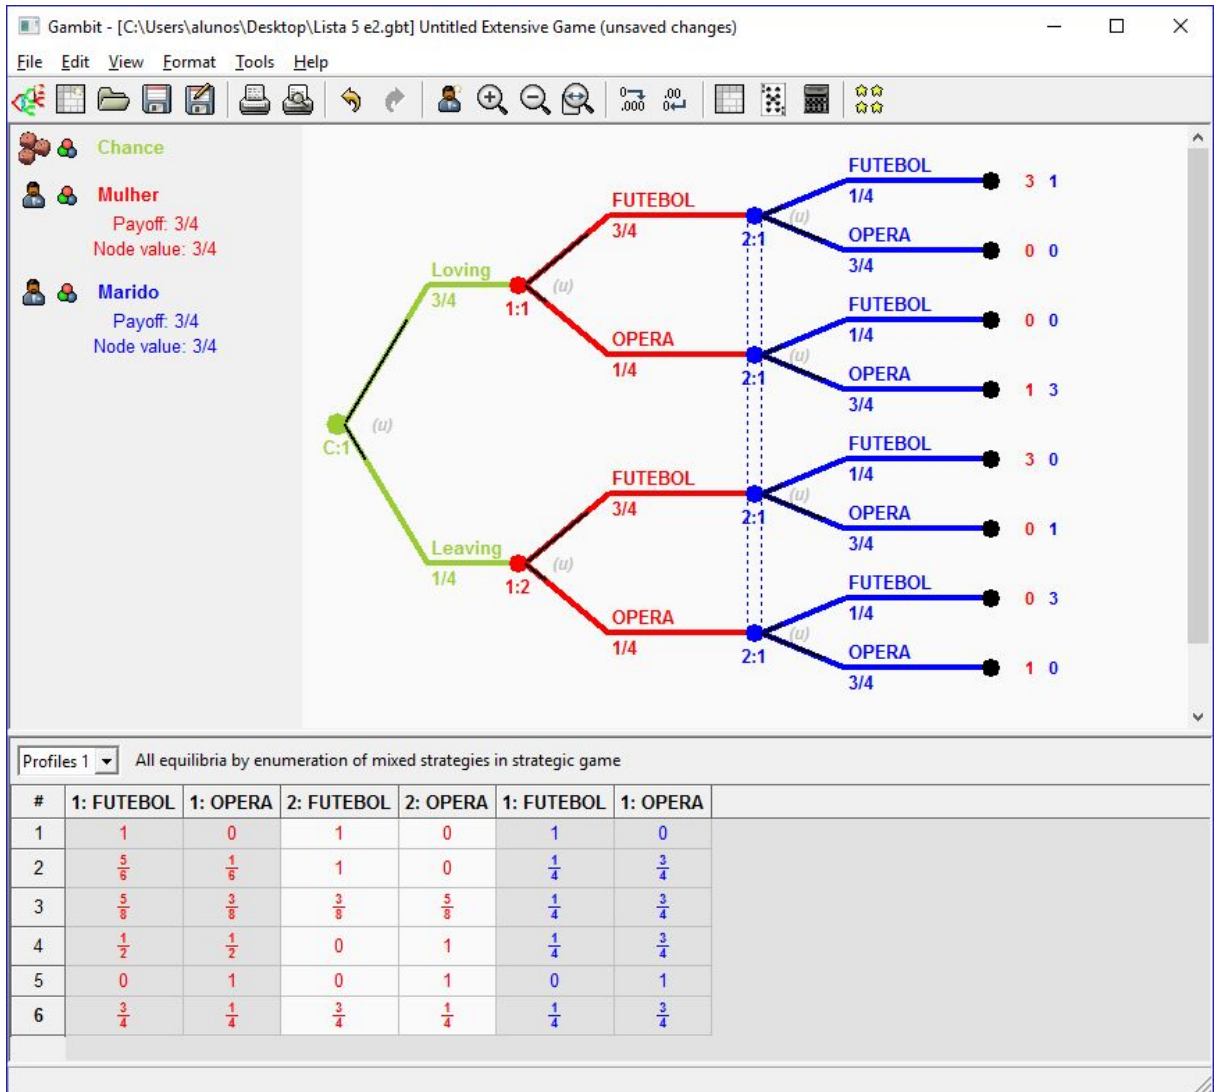 Gambit - [C:\Users\alunos\Desktop\Lista 5 e2.gbt] Untitled Extensive Game (unsaved changes)
File Edit View Format Tools Help
Chance
Mulher
Payoff: 3/4
Node value: 3/4
Marido
Payoff: 3/4
Node value: 3/4
C:1
(u)
Loving
3/4
Leaving
1/4
1:1
(u)
1:2
(u)
FUTEBOL
3/4
OPERA
1/4
FUTEBOL
3/4
OPERA
1/4
2:1
(u)
2:1
(u)
2:1
(u)
2:1
(u)
FUTEBOL
1/4
3 1
OPERA
3/4
0 0
FUTEBOL
1/4
0 0
OPERA
3/4
1 3
FUTEBOL
1/4
3 0
OPERA
3/4
0 1
FUTEBOL
1/4
0 3
OPERA
3/4
1 0
Profiles 1 All equilibria by enumeration of mixed strategies in strategic game
# 1: FUTEBOL 1: OPERA 2: FUTEBOL 2: OPERA 1: FUTEBOL 1: OPERA
1 1 0 1 0 1 0
2 5/6 1/6 1 0 1/4 3/4
3 5/8 3/8 3/8 5/8 1/4 3/4
4 1/2 1/2 0 1 1/4 3/4
5 0 1 0 1 0 1
6 3/4 1/4 3/4 1/4 1/4 3/4